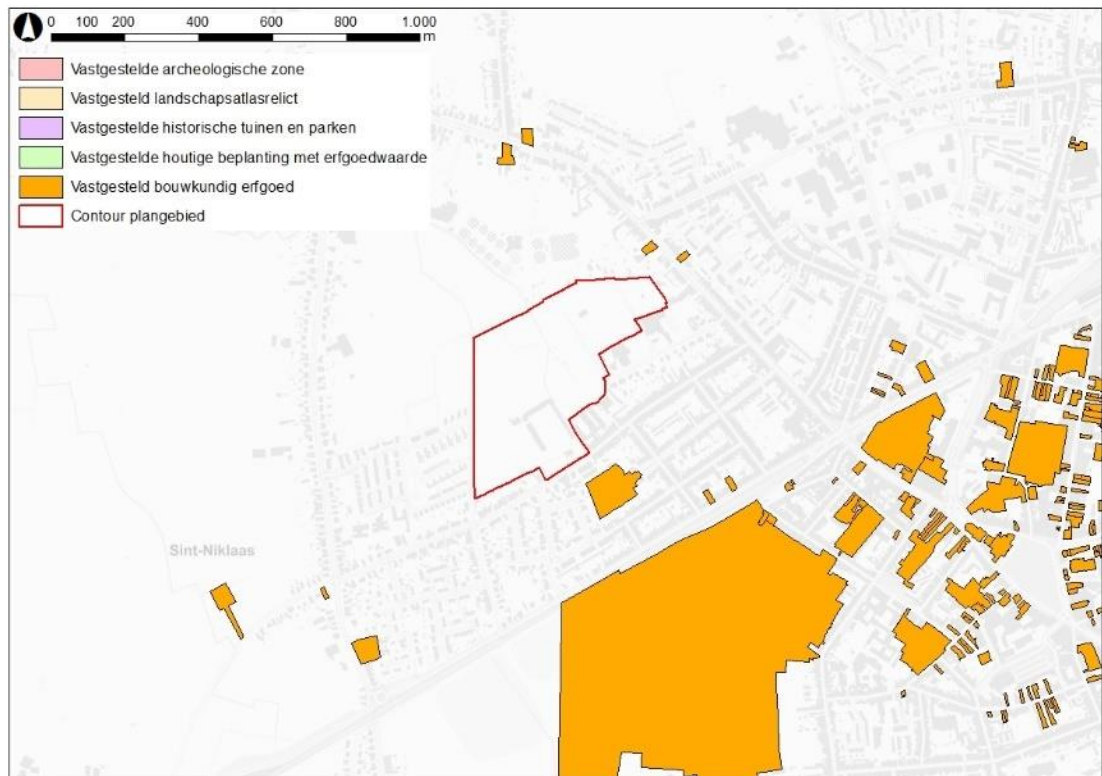 0 100 200 400 600 800 1.000
m
Vastgestelde archeologische zone
Vastgesteld landschapsatlasrelict
Vastgestelde historische tuinen en parken
Vastgestelde houtige beplanting met erfgoedwaarde
Vastgesteld bouwkundig erfgoed
Contour plangebied
Sint-Niklaas